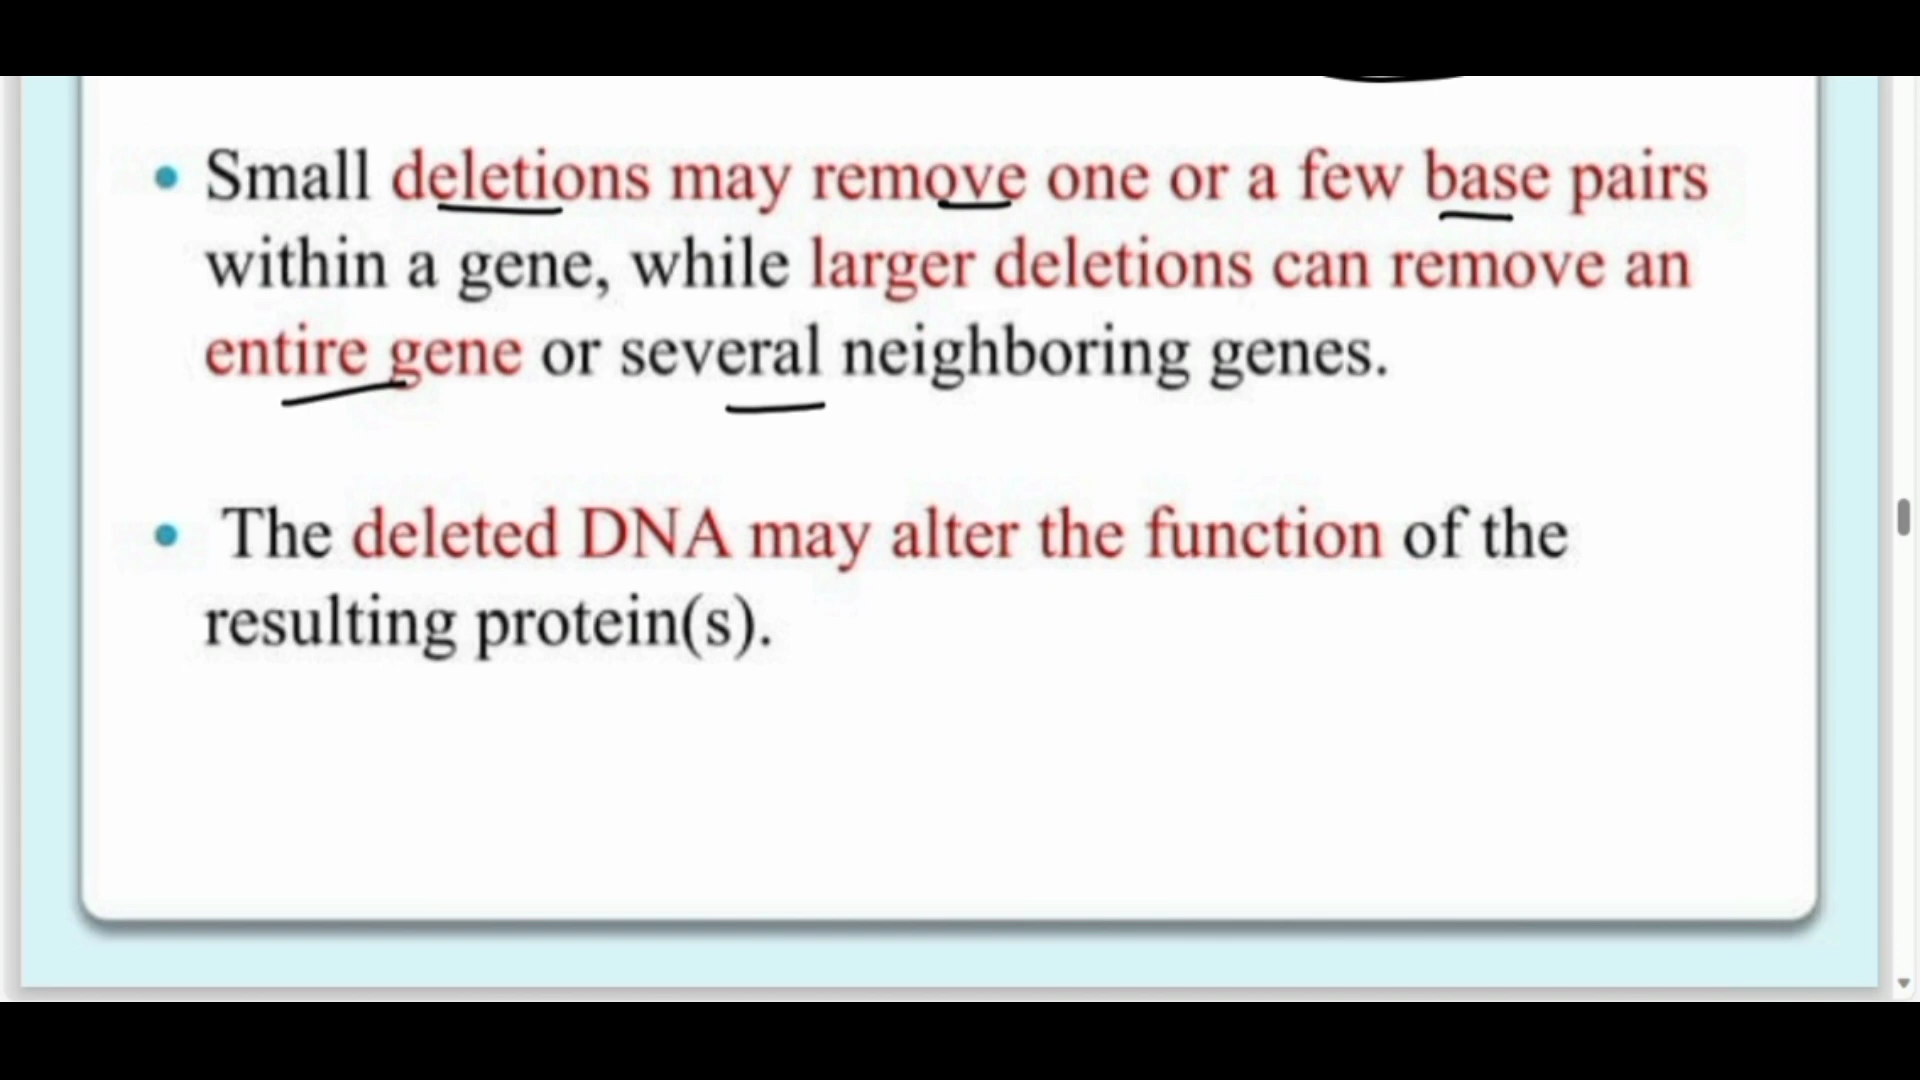 • Small deletions may remove one or a few base pairs
within a gene, while larger deletions can remove an
entire gene or several neighboring genes.
• The deleted DNA may alter the function of the
resulting protein(s).